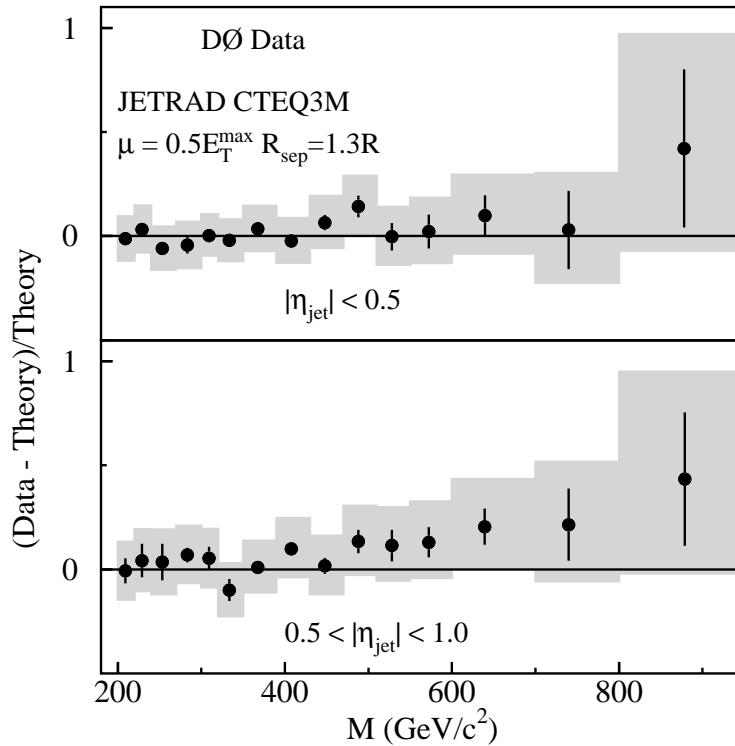 (Data - Theory)/Theory
1
DØ Data
JETRAD CTEQ3M
μ = 0.5E_T^max R_sep=1.3R
0
|η_jet| < 0.5
1
0
0.5 < |η_jet| < 1.0
200 400 600 800
M (GeV/c²)